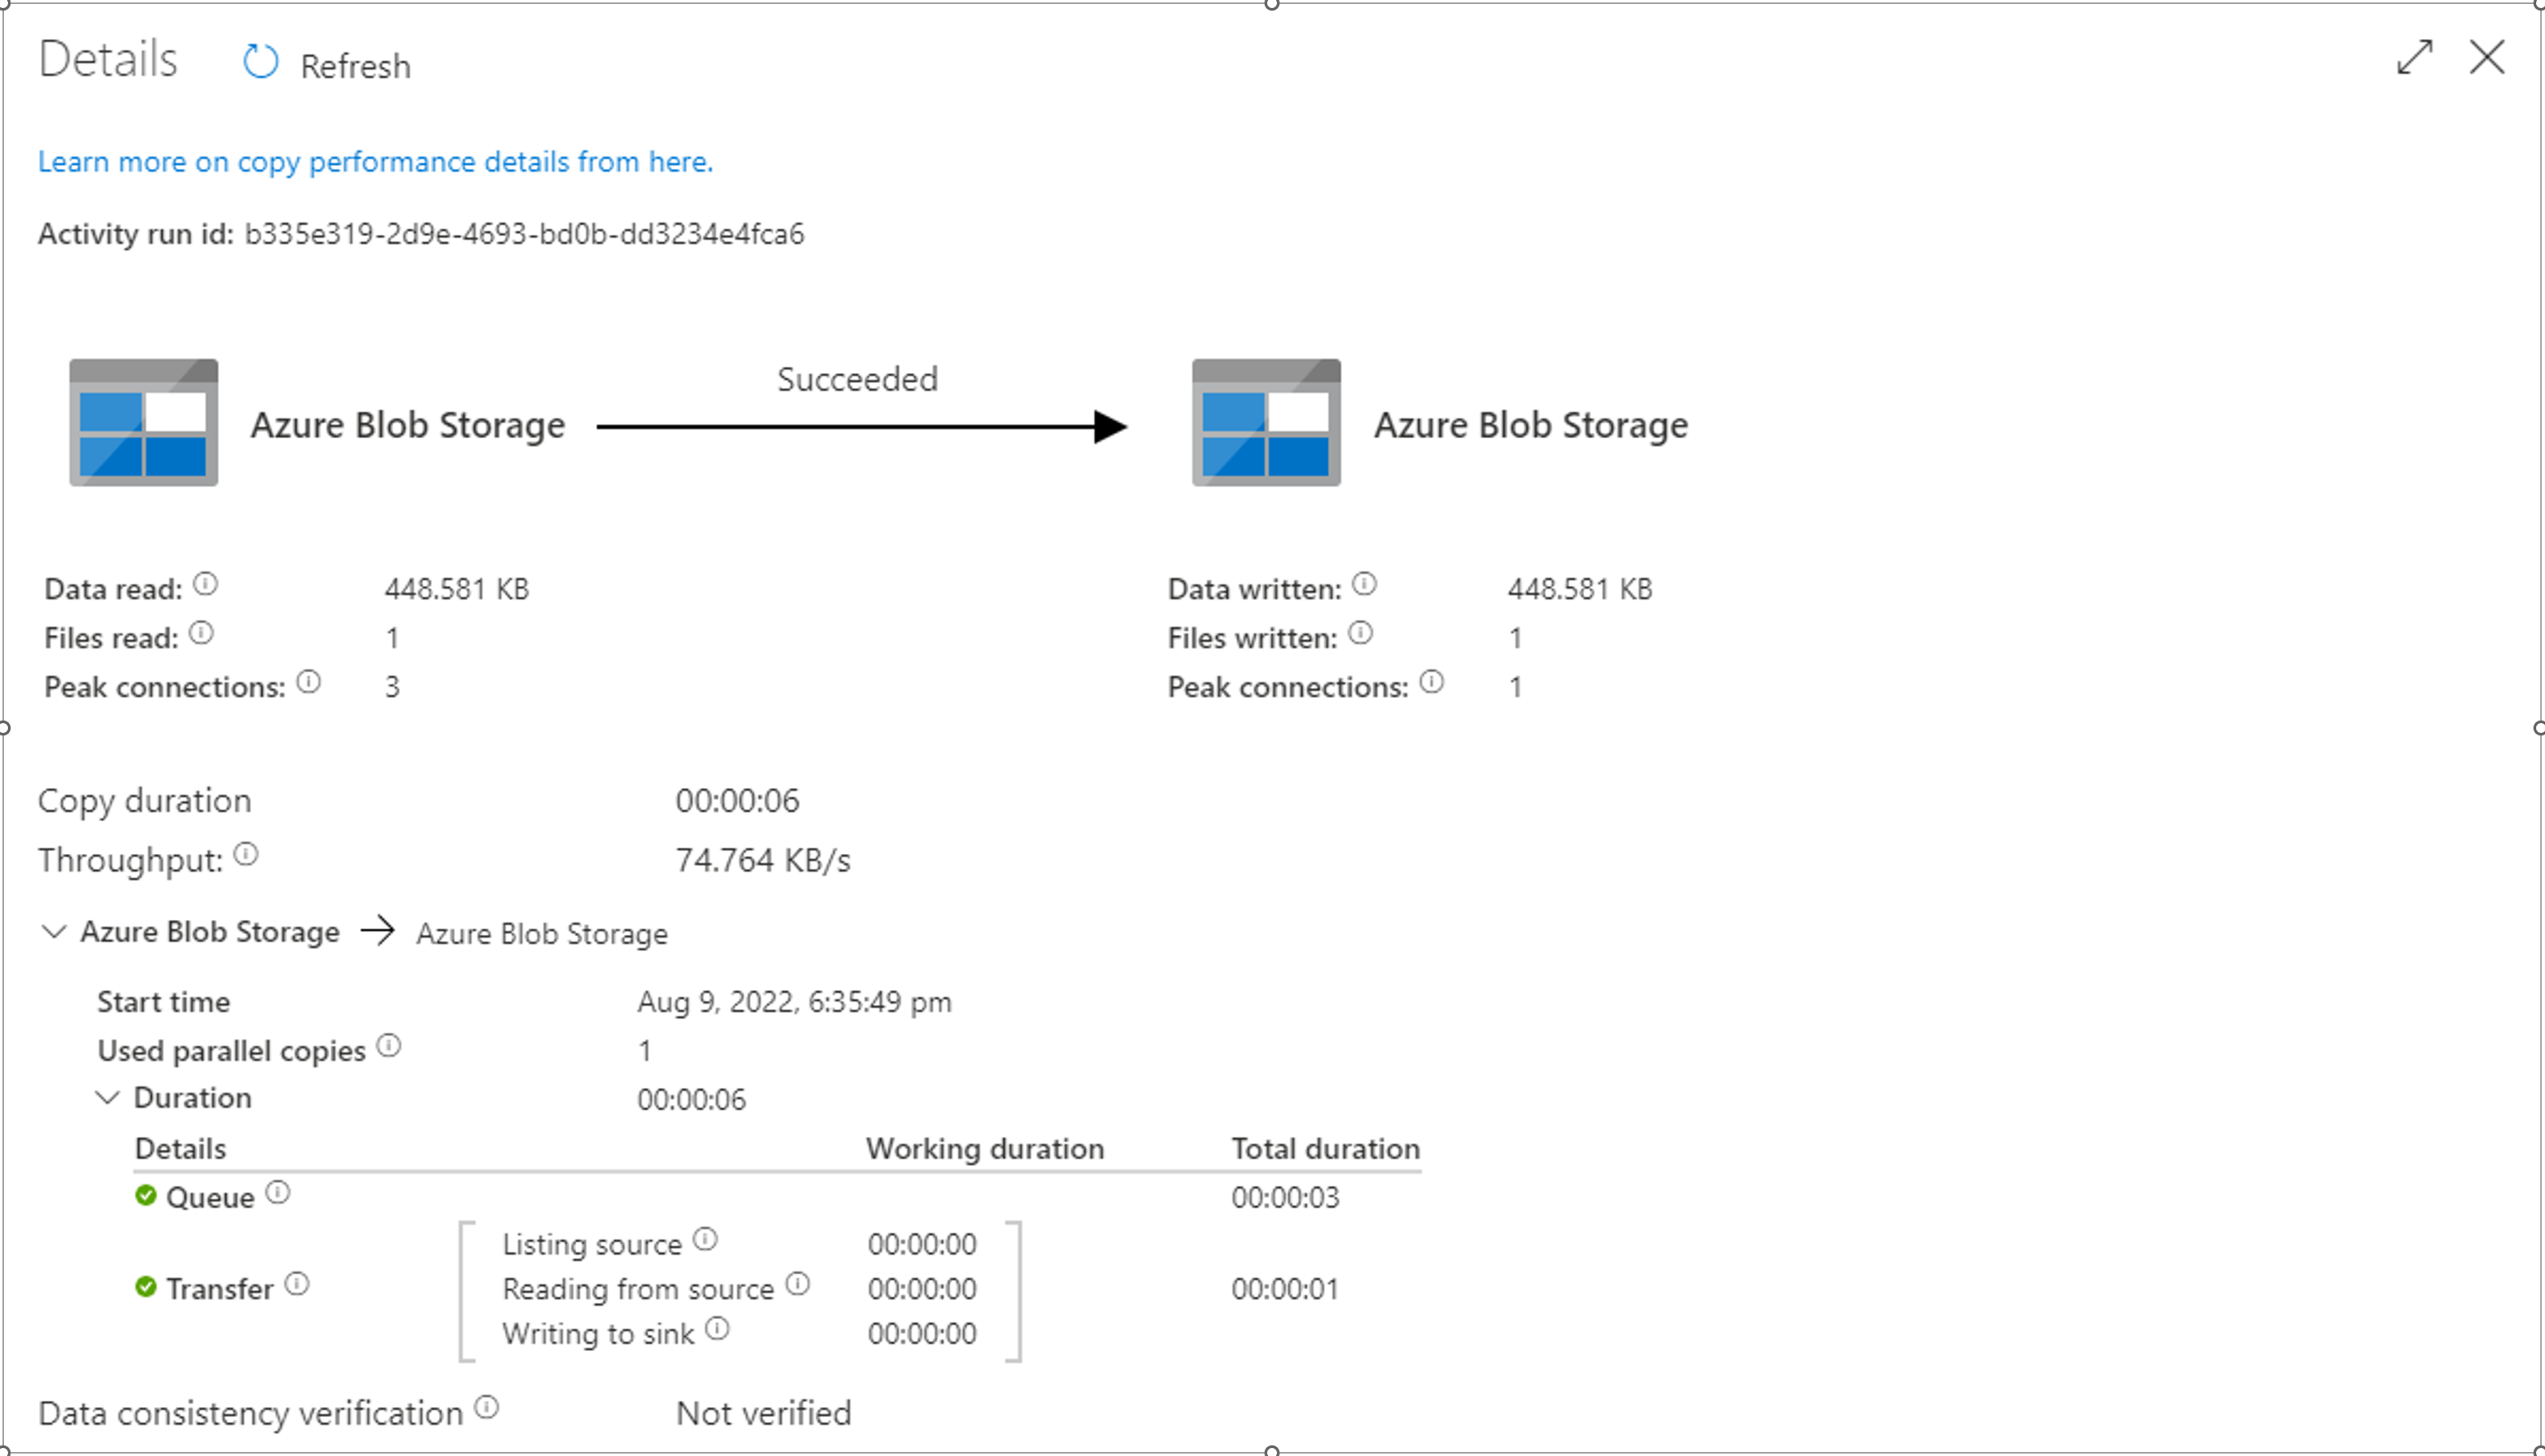 Details Refresh
Learn more on copy performance details from here.
Activity run id: b335e319-2d9e-4693-bd0b-dd3234e4fca6
Succeeded
Azure Blob Storage Azure Blob Storage
Data read: 448.581 KB Data written: 448.581 KB
Files read: 1 Files written: 1
Peak connections: 3 Peak connections: 1
Copy duration 00:00:06
Throughput: 74.764 KB/s
Azure Blob Storage → Azure Blob Storage
Start time Aug 9, 2022, 6:35:49 pm
Used parallel copies 1
Duration 00:00:06
Details Working duration Total duration
Queue 00:00:03
Listing source 00:00:00
Transfer Reading from source 00:00:00 00:00:01
Writing to sink 00:00:00
Data consistency verification Not verified